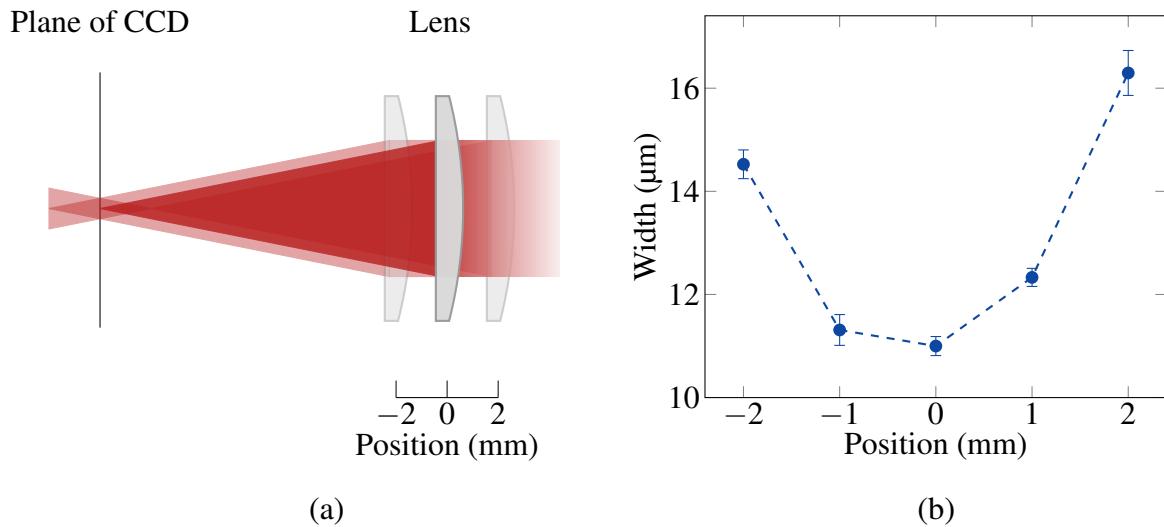 Plane of CCD
Lens
−2 0 2
Position (mm)
(a)
Width (µm)
16
14
12
10
−2 −1 0 1 2
Position (mm)
(b)